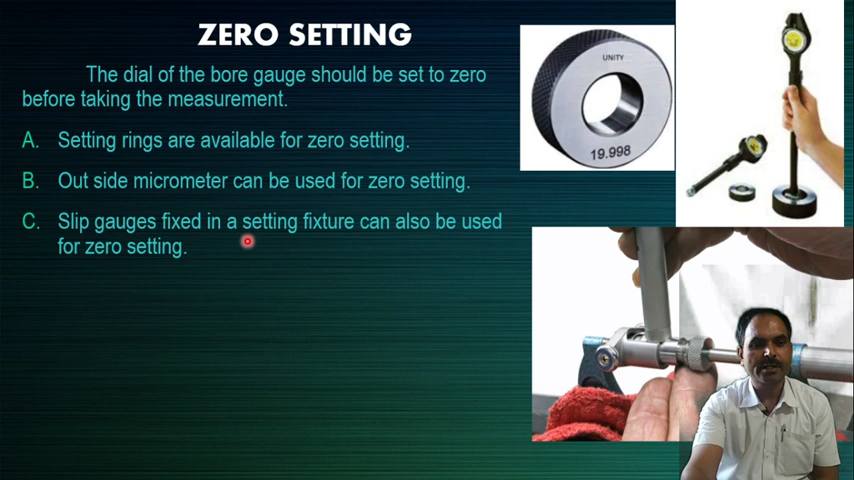 ZERO SETTING
The dial of the bore gauge should be set to zero
before taking the measurement.
A. Setting rings are available for zero setting.
B. Out side micrometer can be used for zero setting.
C. Slip gauges fixed in a setting fixture can also be used
for zero setting.
UNITY
19.998